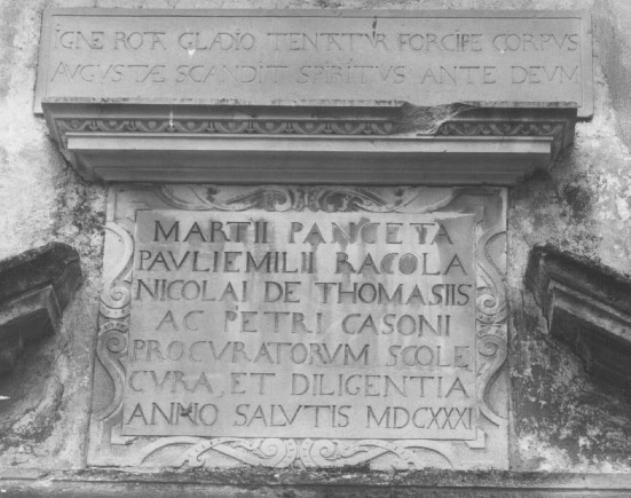 IGNE ROTA GLADIO TENTATVR FORCIPE CORPVS
AVGVSTÆ SCANDIT SPIRITVS ANTE DEVM
MARTII PANCETA
PAVLIEMILII RACOLA
NICOLAI DE THOMASIIS
AC PETRI CASONI
PROCVRATORVM SCOLE
CVRA, ET DILIGENTIA
ANNO SALVTIS MDCXXXI